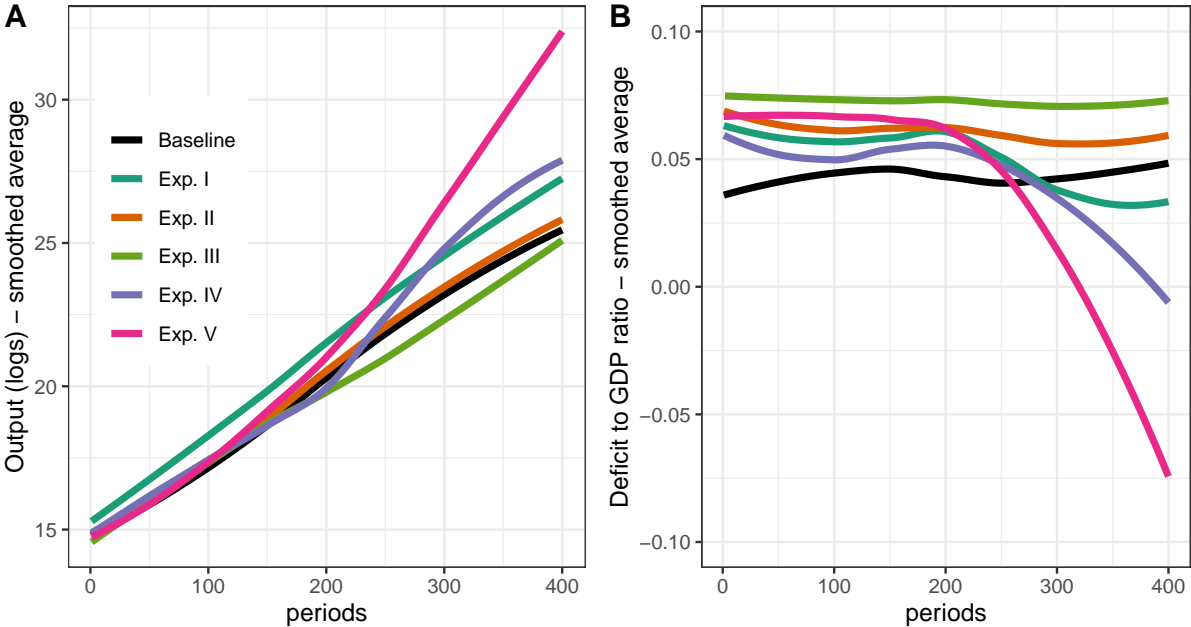 A
Output (logs) − smoothed average
30
25
20
15
Baseline
Exp. I
Exp. II
Exp. III
Exp. IV
Exp. V
0 100 200 300 400
periods
B
Deficit to GDP ratio − smoothed average
0.10
0.05
0.00
−0.05
−0.10
0 100 200 300 400
periods